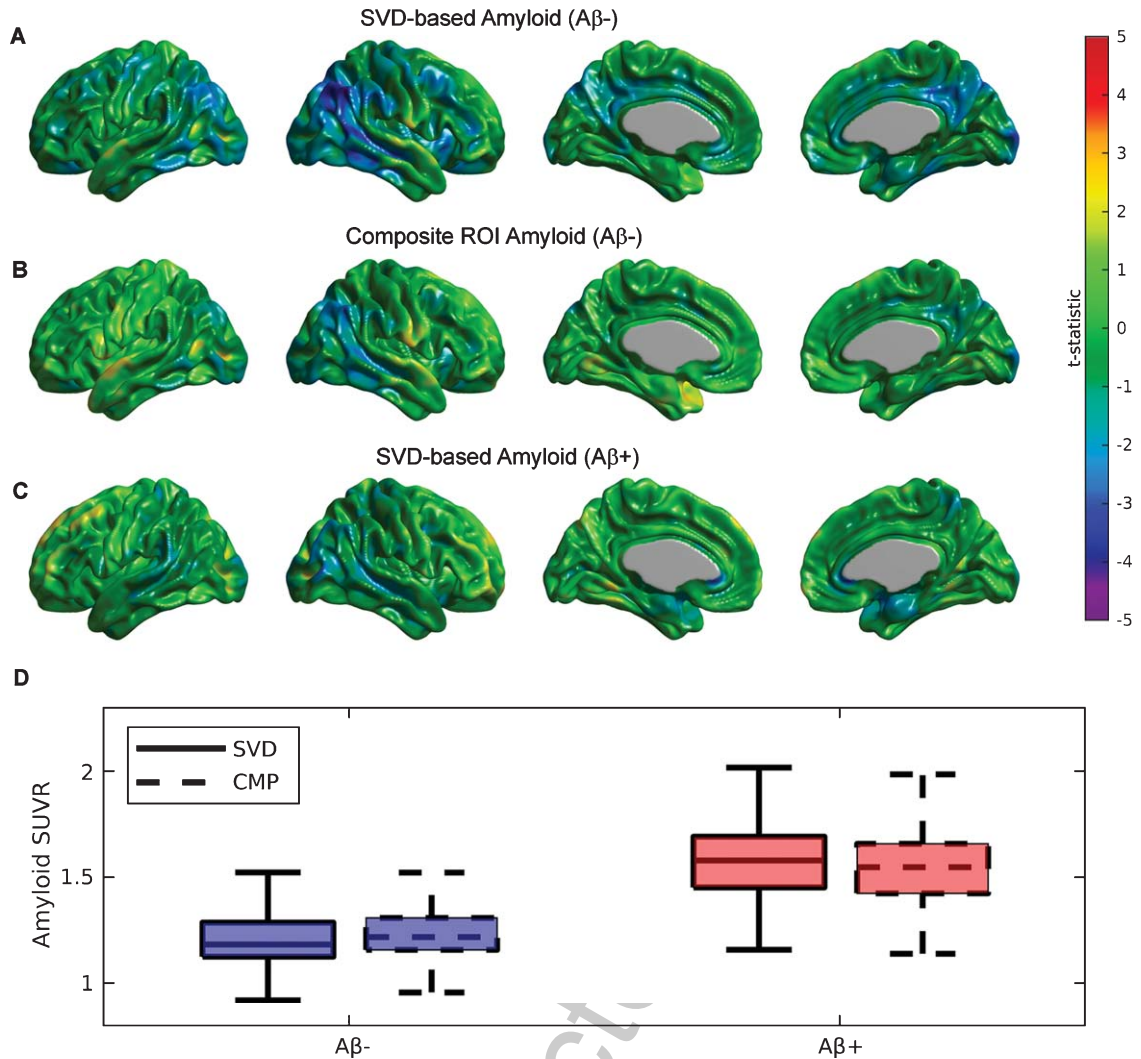 SVD-based Amyloid (Aβ-)
A
5
4
3
2
1
0
-1
-2
-3
-4
-5
t-statistic
Composite ROI Amyloid (Aβ-)
B
SVD-based Amyloid (Aβ+)
C
D
SVD
CMP
Amyloid SUVR
2
1.5
1
Aβ-
Aβ+